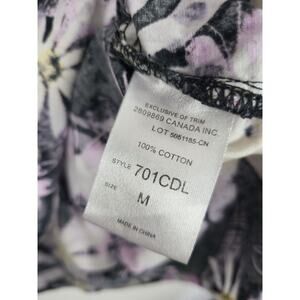 EXCLUSIVE OF TRIM
2809869 CANADA INC.
LOT 5061185-CN
100% COTTON
STYLE 701CDL
SIZE M
MADE IN CHINA